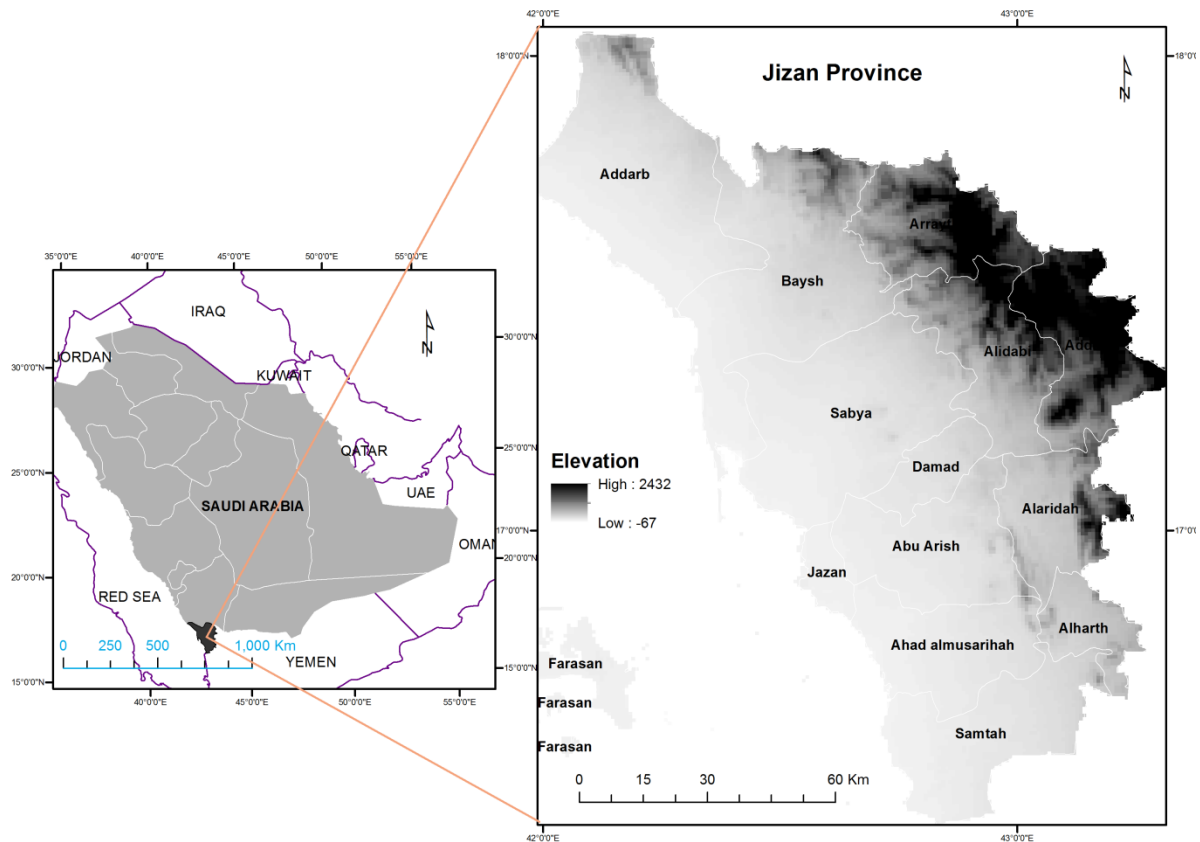 42°0'0"E
43°0'0"E
18°0'0"N
18°0'0"N
Jizan Province
N
Addarb
Baysh
Alidabi
Sabya
Damad
Elevation
High : 2432
Low : -67
Alaridah
17°0'0"N
Abu Arish
Jazan
Alharth
Ahad almusarihah
Farasan
Farasan
Samtah
Farasan
0 15 30 60 Km
42°0'0"E
43°0'0"E
35°0'0"E
40°0'0"E
45°0'0"E
50°0'0"E
55°0'0"E
IRAQ
N
30°0'0"N
JORDAN
30°0'0"N
KUWAIT
QATAR
25°0'0"N
25°0'0"N
UAE
SAUDI ARABIA
17°0'0"N
OMAN
20°0'0"N
20°0'0"N
RED SEA
0 250 500 1,000 Km
YEMEN
15°0'0"N
15°0'0"N
40°0'0"E
45°0'0"E
50°0'0"E
55°0'0"E